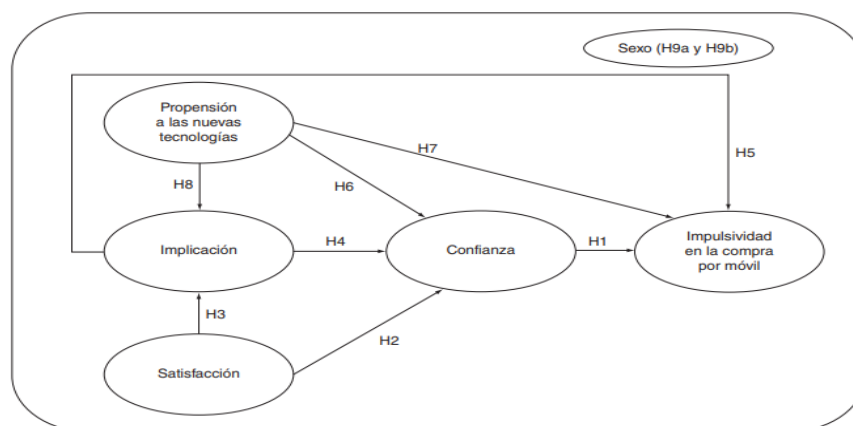 Sexo (H9a y H9b)
Propensión
a las nuevas
tecnologías
H7
H5
H8
H6
Implicación
H4
Confianza
H1
Impulsividad
en la compra
por móvil
H3
H2
Satisfacción